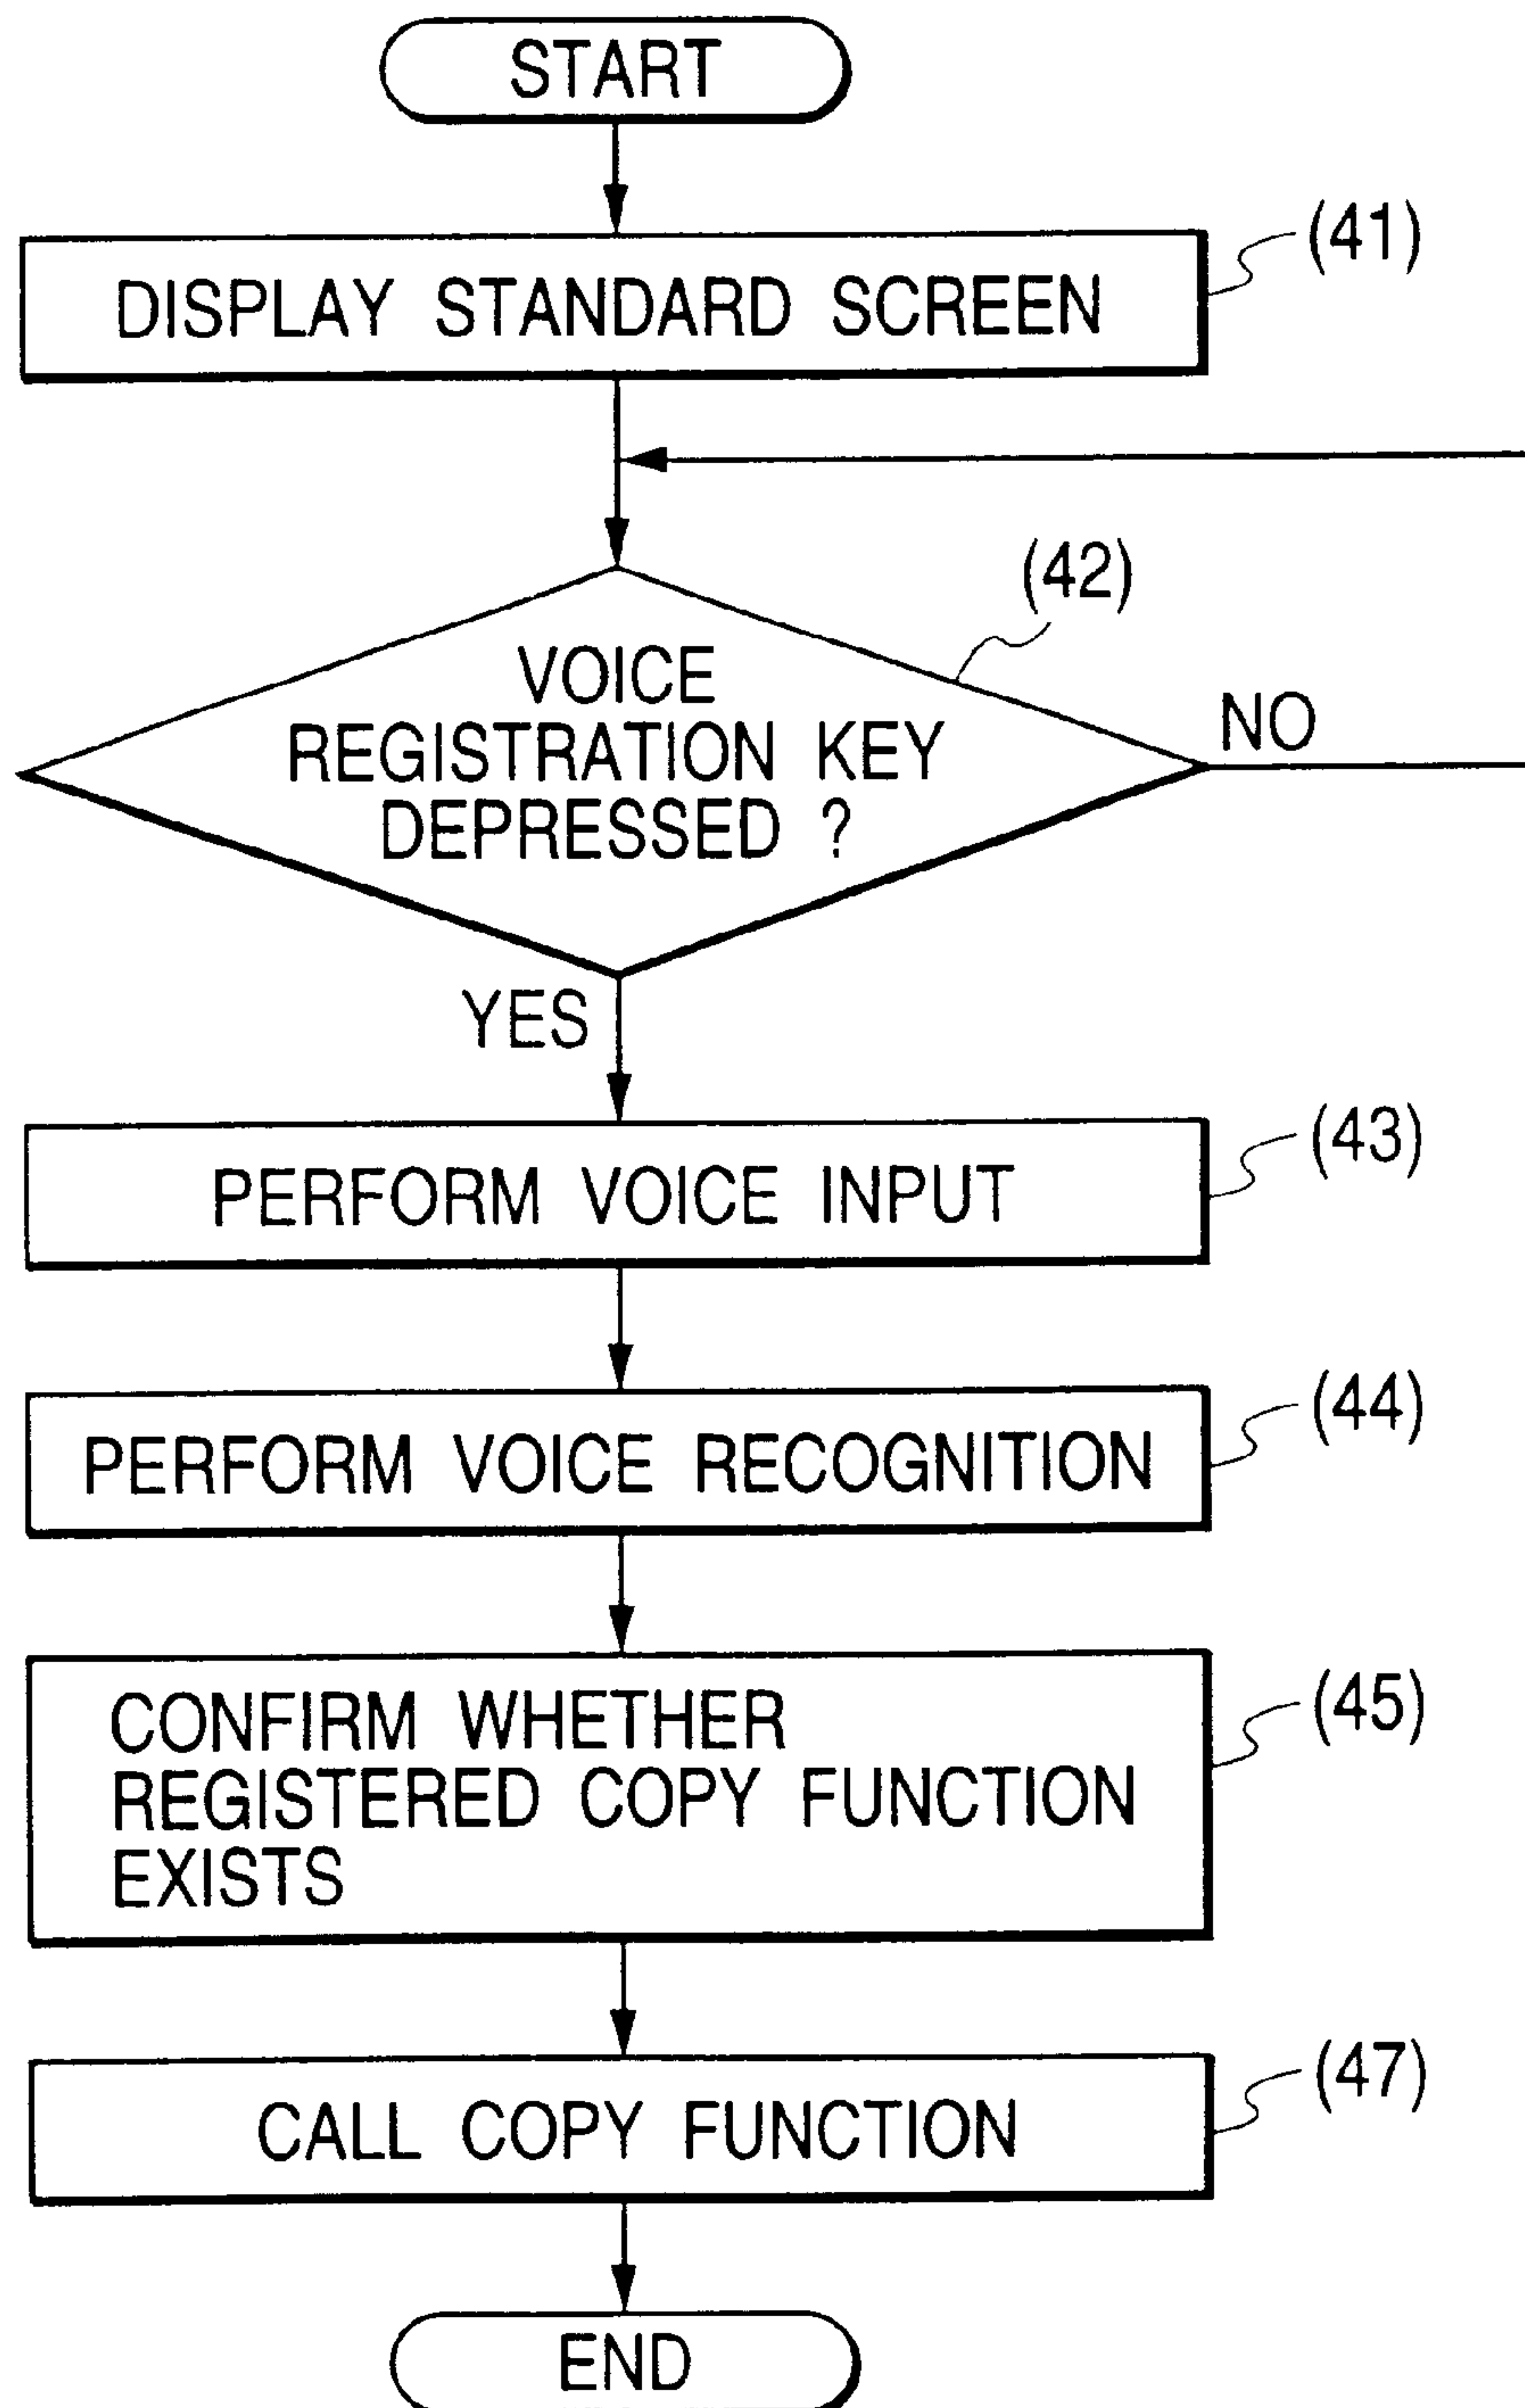 START
(41)
DISPLAY STANDARD SCREEN
(42)
VOICE
REGISTRATION KEY
DEPRESSED ?
NO
YES
(43)
PERFORM VOICE INPUT
(44)
PERFORM VOICE RECOGNITION
(45)
CONFIRM WHETHER
REGISTERED COPY FUNCTION
EXISTS
(47)
CALL COPY FUNCTION
END